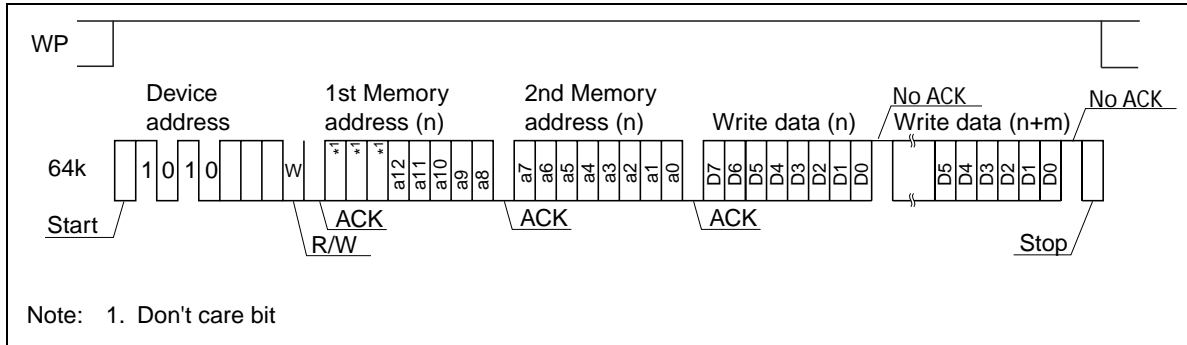 WP
Device address
1st Memory address (n)
2nd Memory address (n)
Write data (n)
No ACK
Write data (n+m)
No ACK
64k
1 0 1 0
W
*1 *1 *1 a12 a11 a10 a9 a8
a7 a6 a5 a4 a3 a2 a1 a0
D7 D6 D5 D4 D3 D2 D1 D0
D5 D4 D3 D2 D1 D0
Start
R/W
ACK
ACK
ACK
Stop
Note: 1. Don't care bit